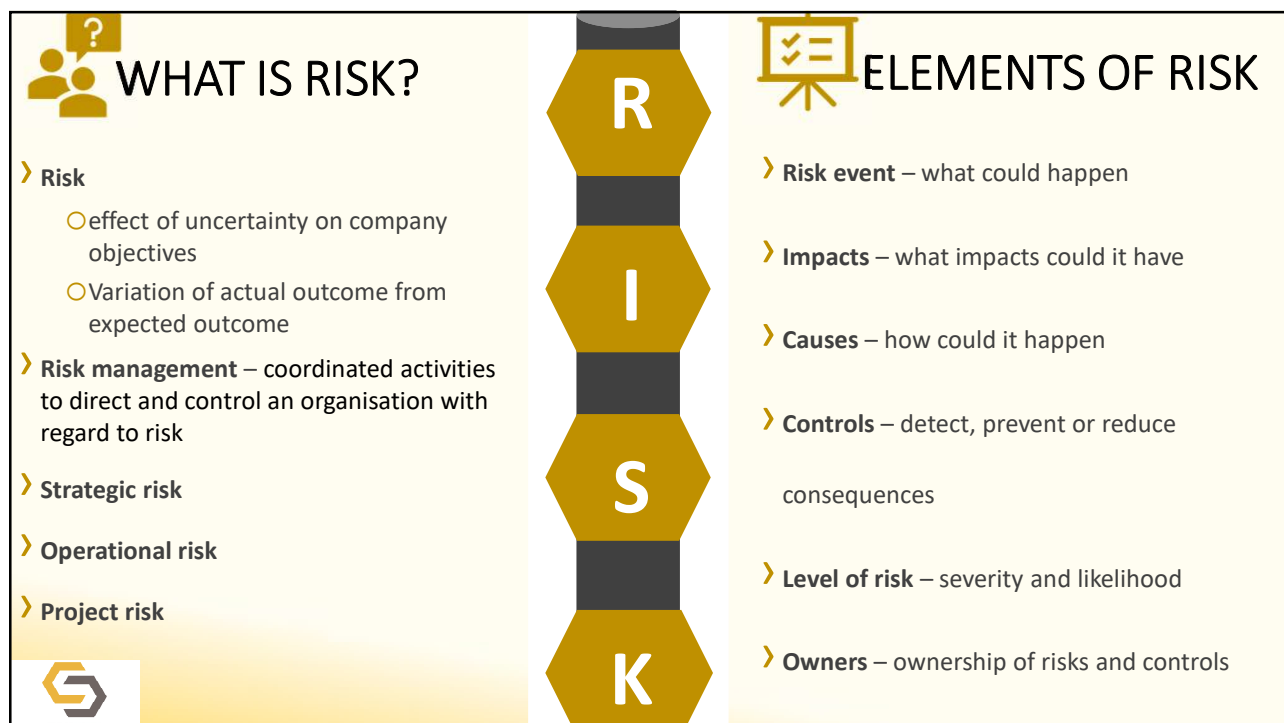 ?
WHAT IS RISK?
› Risk
effect of uncertainty on company
objectives
Variation of actual outcome from
expected outcome
› Risk management – coordinated activities
to direct and control an organisation with
regard to risk
› Strategic risk
› Operational risk
› Project risk
R
I
S
K
ELEMENTS OF RISK
› Risk event – what could happen
› Impacts – what impacts could it have
› Causes – how could it happen
› Controls – detect, prevent or reduce
consequences
› Level of risk – severity and likelihood
› Owners – ownership of risks and controls